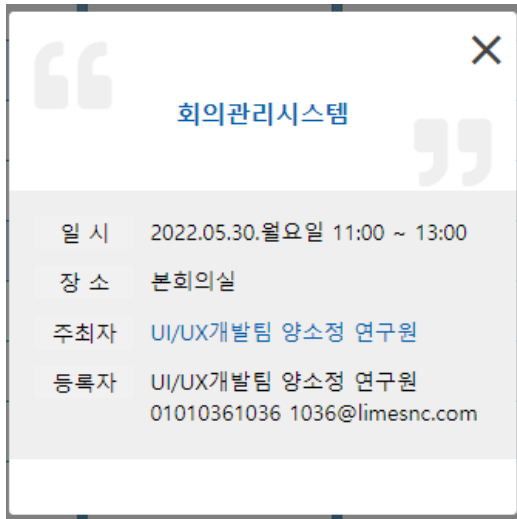 회의관리시스템
일 시 2022.05.30.월요일 11:00 ~ 13:00
장 소 본회의실
주최자 UI/UX개발팀 양소정 연구원
등록자 UI/UX개발팀 양소정 연구원
01010361036 1036@limesnc.com